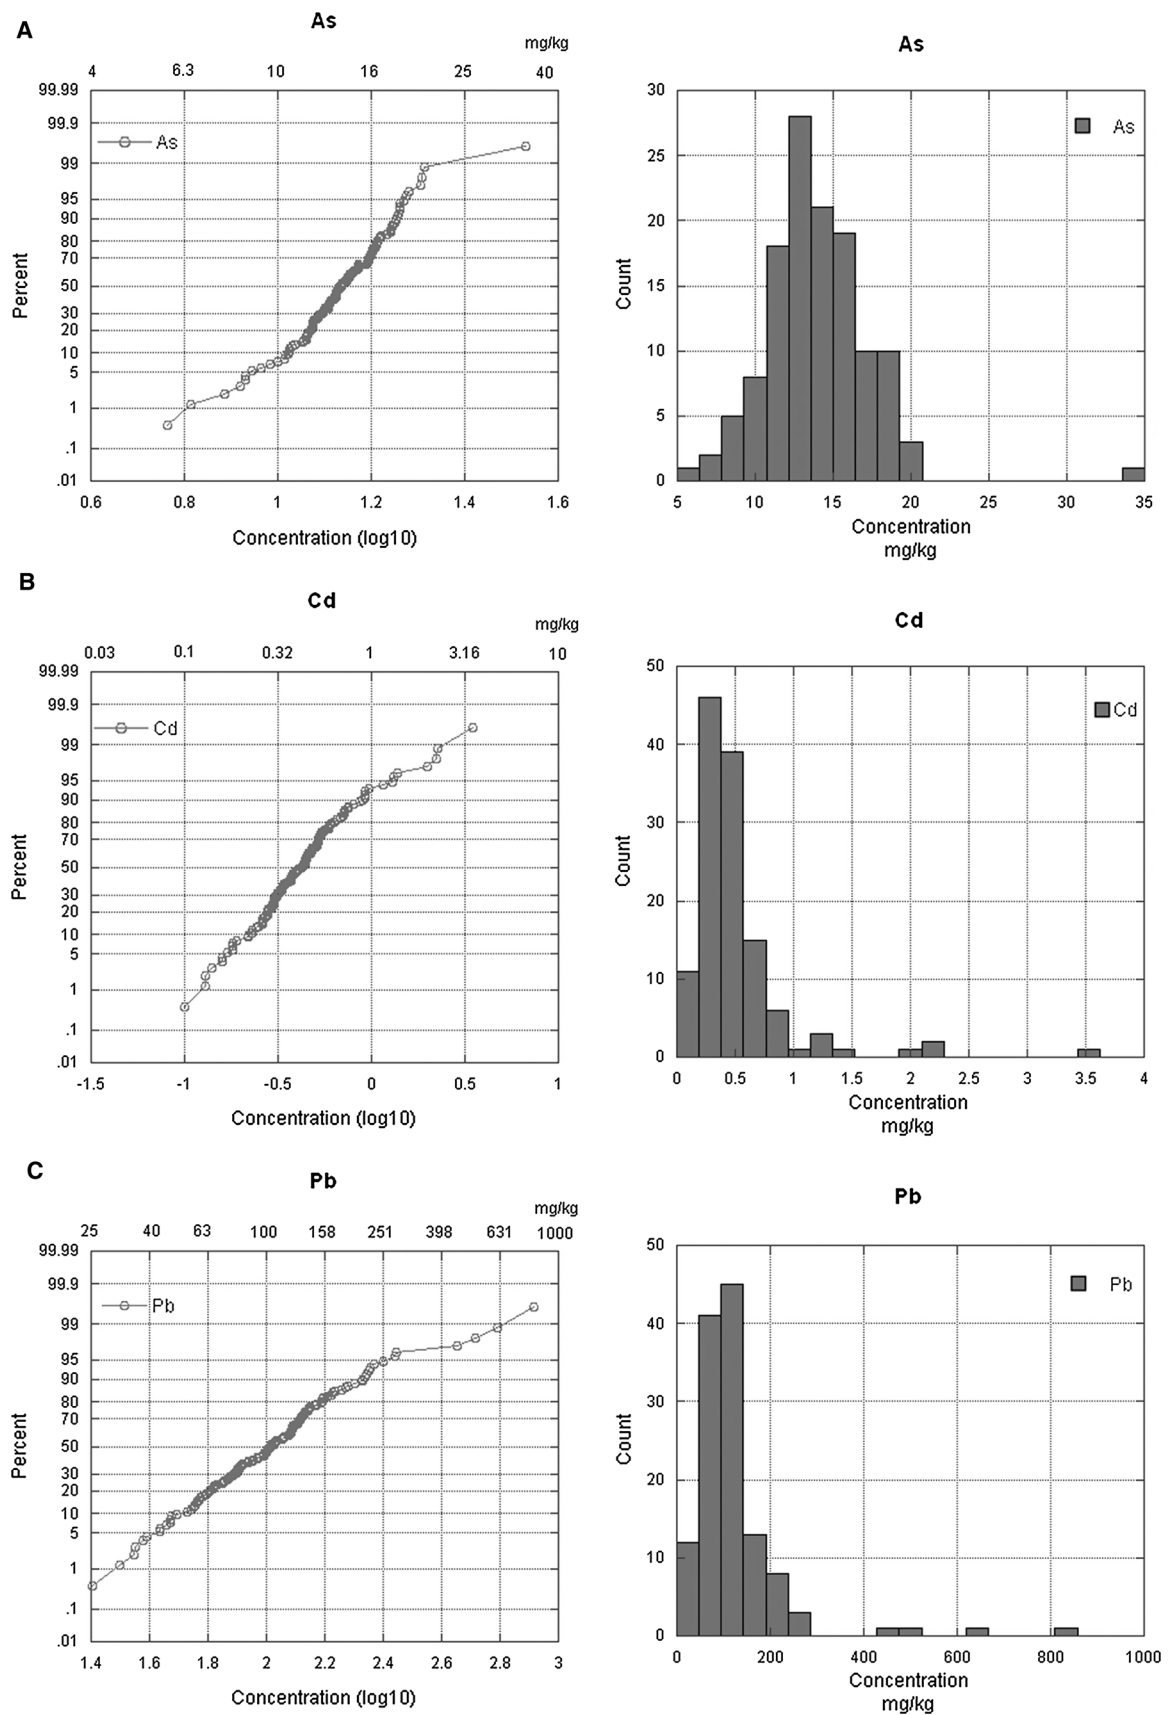 A
As
mg/kg
4 6.3 10 16 25 40
99.99
99.9
As
99
95
90
80
70
50
30
20
10
5
1
.1
.01
Percent
0.6 0.8 1 1.2 1.4 1.6
Concentration (log10)
As
30
As
25
20
15
10
5
0
Count
5 10 15 20 25 30 35
Concentration
mg/kg
B
Cd
mg/kg
0.03 0.1 0.32 1 3.16 10
99.99
99.9
Cd
99
95
90
80
70
50
30
20
10
5
1
.1
.01
Percent
-1.5 -1 -0.5 0 0.5 1
Concentration (log10)
Cd
50
Cd
40
30
20
10
0
Count
0 0.5 1 1.5 2 2.5 3 3.5 4
Concentration
mg/kg
C
Pb
mg/kg
25 40 63 100 158 251 398 631 1000
99.99
99.9
Pb
99
95
90
80
70
50
30
20
10
5
1
.1
.01
Percent
1.4 1.6 1.8 2 2.2 2.4 2.6 2.8 3
Concentration (log10)
Pb
50
Pb
40
30
20
10
0
Count
0 200 400 600 800 1000
Concentration
mg/kg